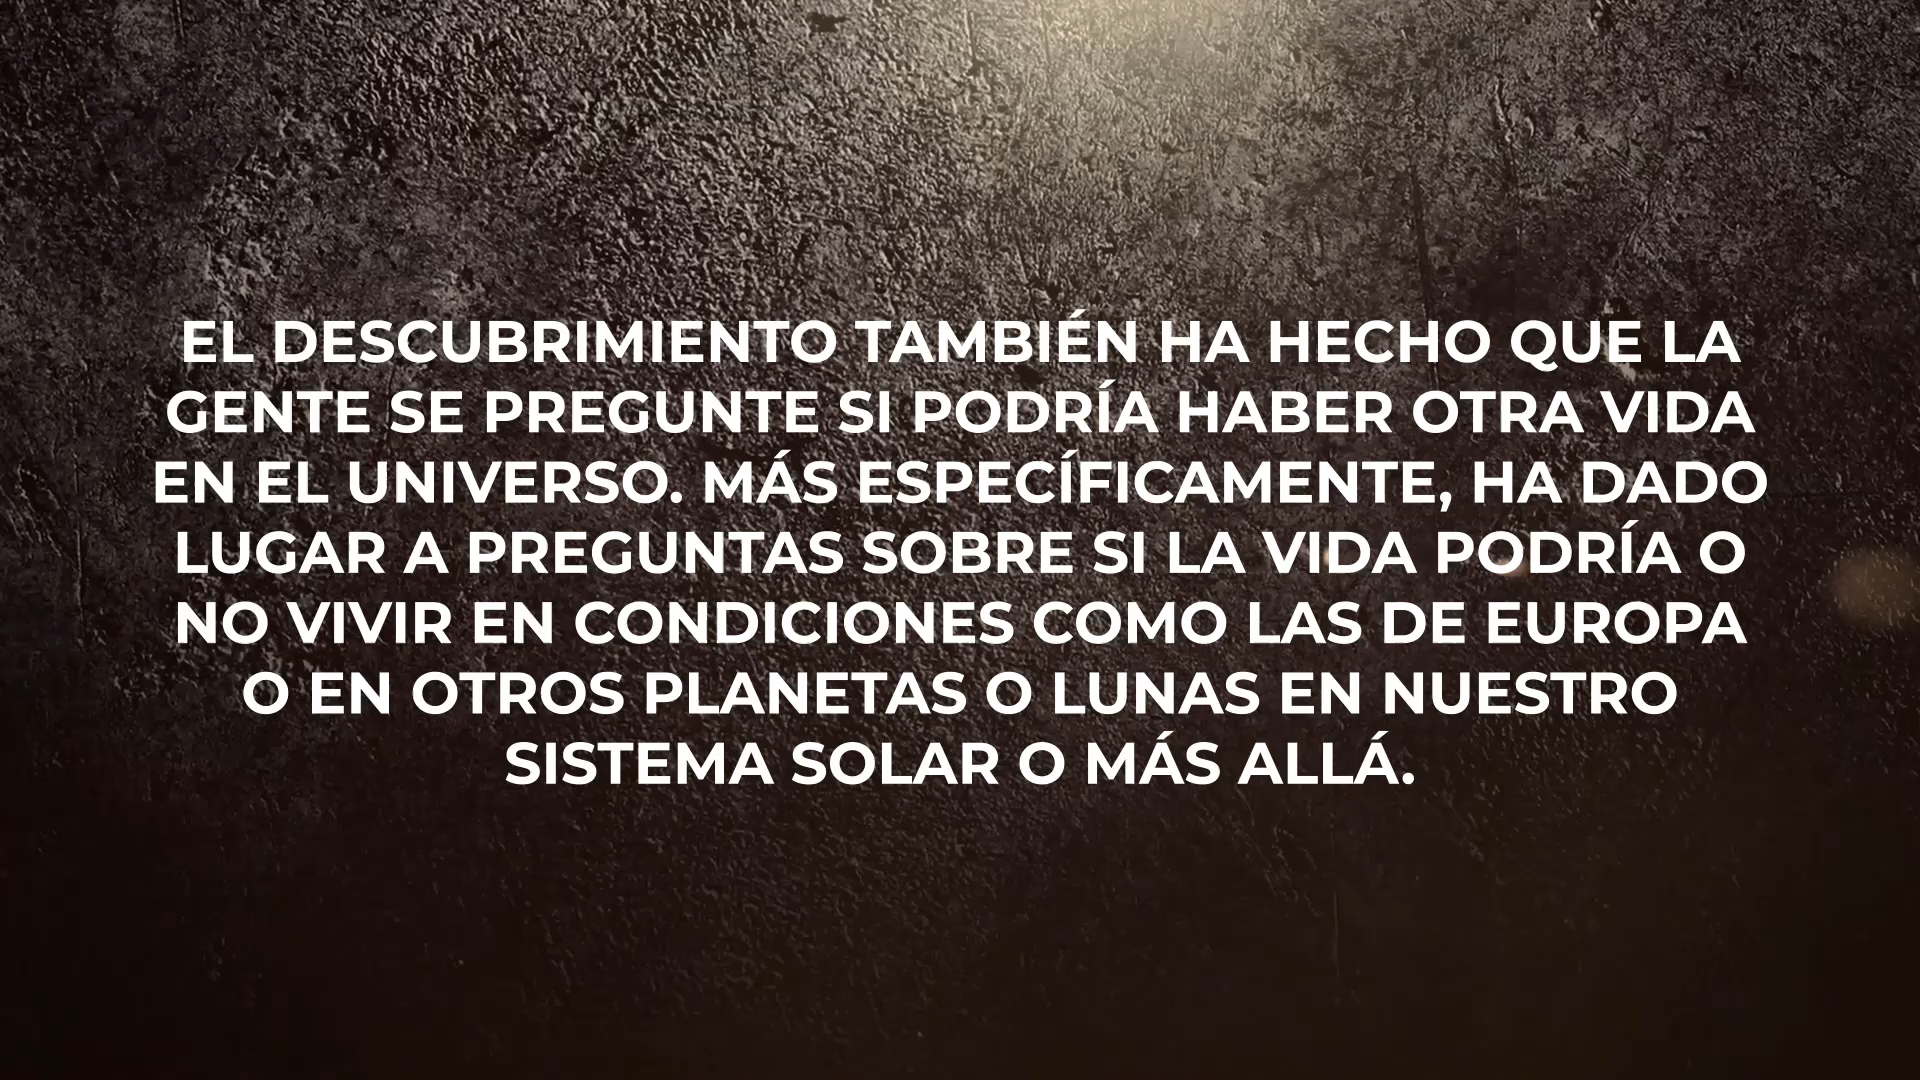 EL DESCUBRIMIENTO TAMBIÉN HA HECHO QUE LA
GENTE SE PREGUNTE SI PODRÍA HABER OTRA VIDA
EN EL UNIVERSO. MÁS ESPECÍFICAMENTE, HA DADO
LUGAR A PREGUNTAS SOBRE SI LA VIDA PODRÍA O
NO VIVIR EN CONDICIONES COMO LAS DE EUROPA
O EN OTROS PLANETAS O LUNAS EN NUESTRO
SISTEMA SOLAR O MÁS ALLÁ.